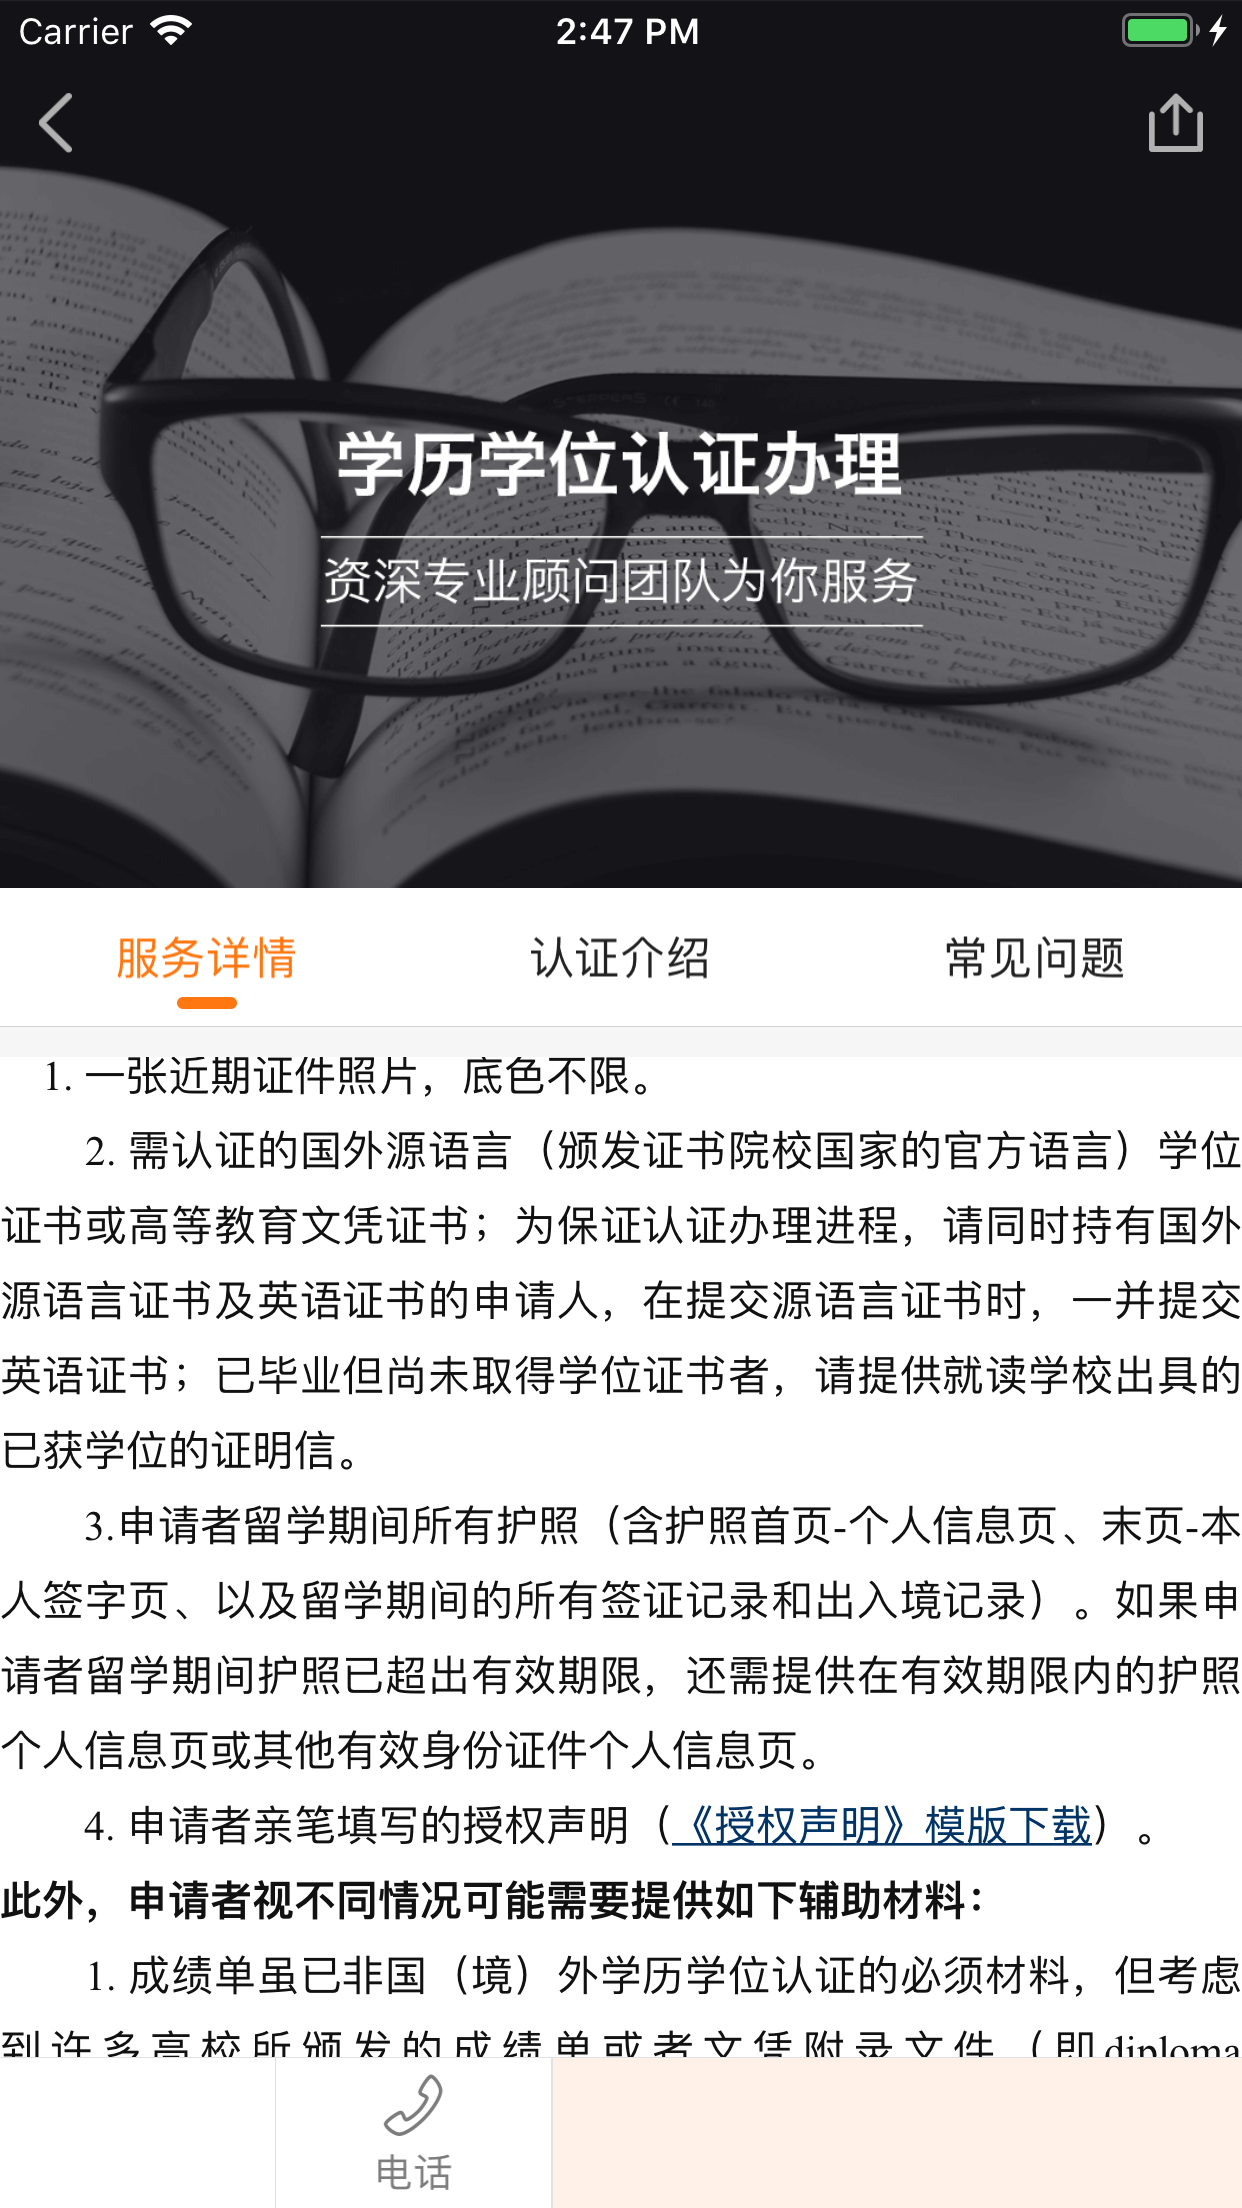 Carrier
2:47 PM
学历学位认证办理
资深专业顾问团队为你服务
服务详情
认证介绍
常见问题
1. 一张近期证件照片，底色不限。
2. 需认证的国外源语言（颁发证书院校国家的官方语言）学位
证书或高等教育文凭证书；为保证认证办理进程，请同时持有国外
源语言证书及英语证书的申请人，在提交源语言证书时，一并提交
英语证书；已毕业但尚未取得学位证书者，请提供就读学校出具的
已获学位的证明信。
3.申请者留学期间所有护照（含护照首页-个人信息页、末页-本
人签字页、以及留学期间的所有签证记录和出入境记录）。如果申
请者留学期间护照已超出有效期限，还需提供在有效期限内的护照
个人信息页或其他有效身份证件个人信息页。
4. 申请者亲笔填写的授权声明（《授权声明》模版下载）。
此外，申请者视不同情况可能需要提供如下辅助材料：
1. 成绩单虽已非国（境）外学历学位认证的必须材料，但考虑
到许多高校所颁发的成绩单或者文凭附录文件（即diploma
电话